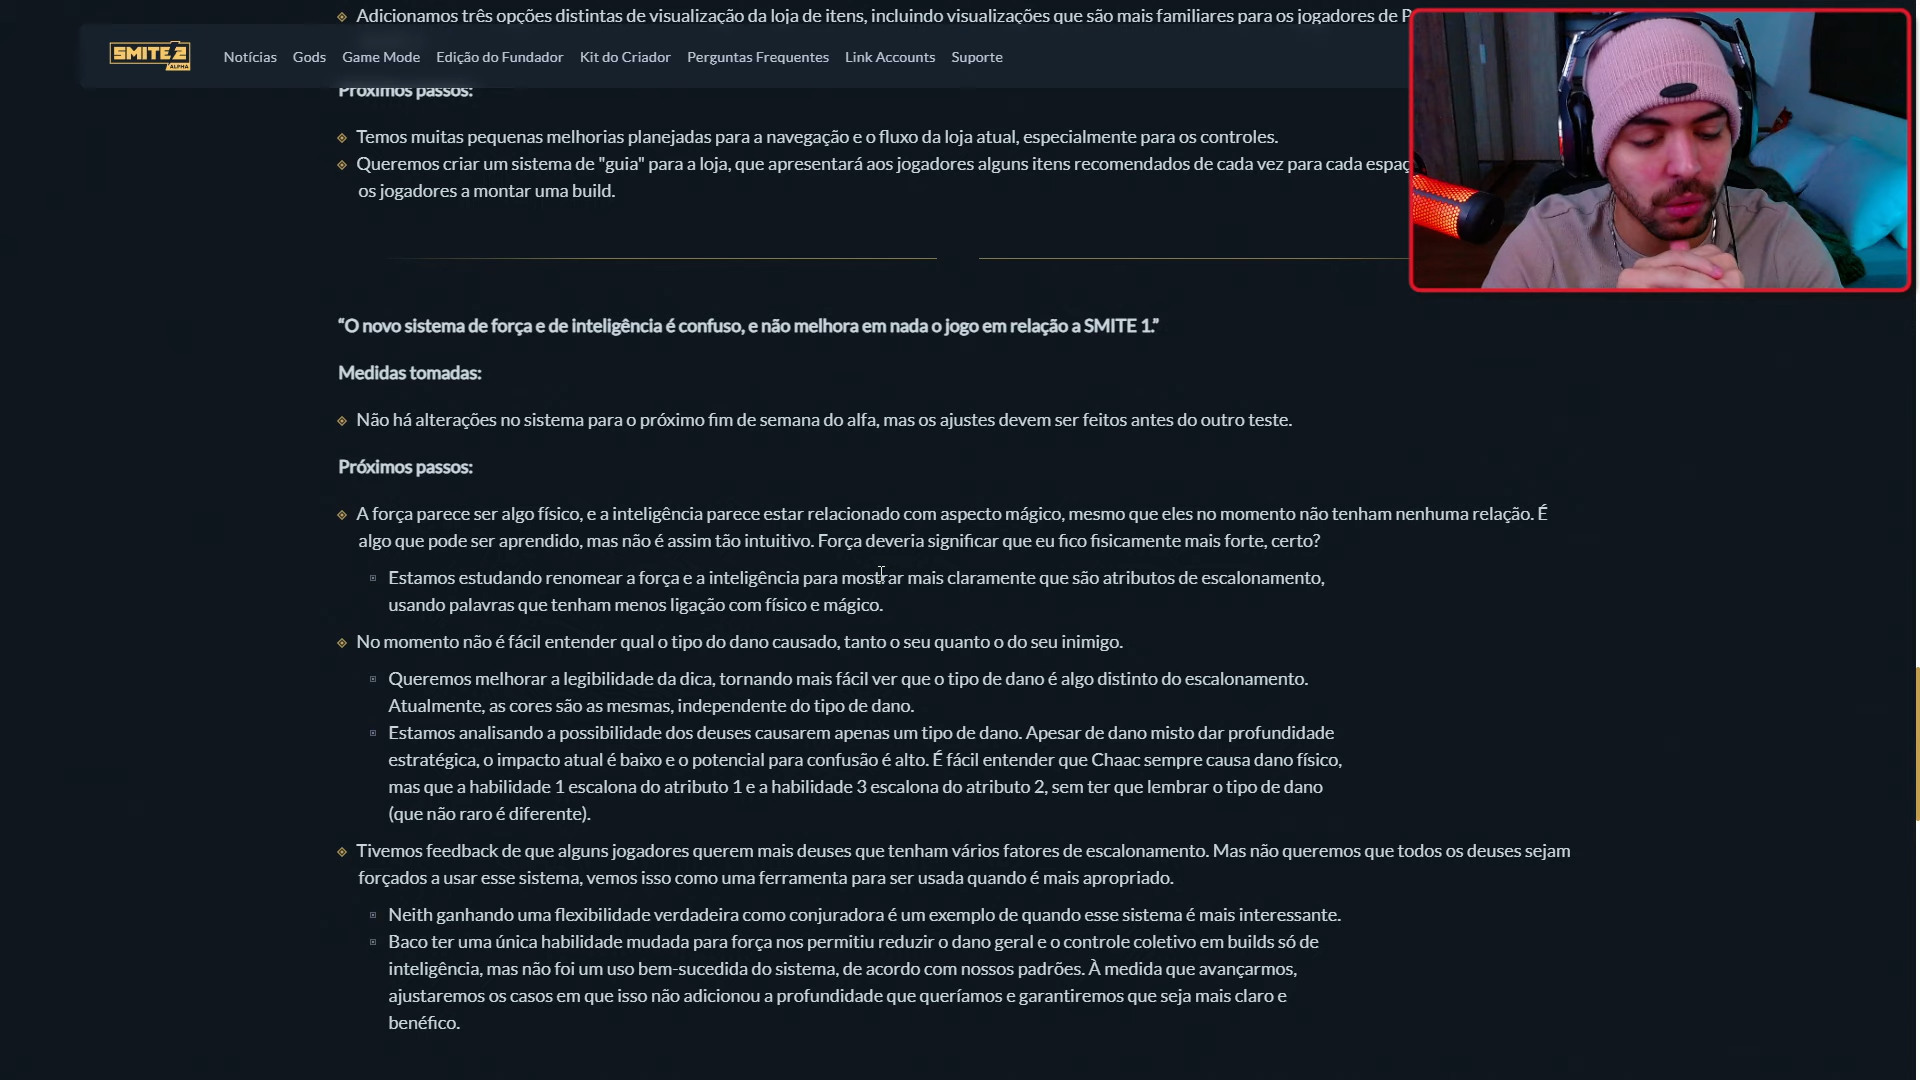 Adicionamos três opções distintas de visualização da loja de itens, incluindo visualizações que são mais familiares para os jogadores de
SMITE 2
ALPHA
Notícias
Gods
Game Mode
Edição do Fundador
Kit do Criador
Perguntas Frequentes
Link Accounts
Suporte
Próximos passos:
Temos muitas pequenas melhorias planejadas para a navegação e o fluxo da loja atual, especialmente para os controles.
Queremos criar um sistema de "guia" para a loja, que apresentará aos jogadores alguns itens recomendados de cada vez para cada
os jogadores a montar uma build.
“O novo sistema de força e de inteligência é confuso, e não melhora em nada o jogo em relação a SMITE 1.”
Medidas tomadas:
Não há alterações no sistema para o próximo fim de semana do alfa, mas os ajustes devem ser feitos antes do outro teste.
Próximos passos:
A força parece ser algo físico, e a inteligência parece estar relacionado com aspecto mágico, mesmo que eles no momento não tenham nenhuma relação. É
algo que pode ser aprendido, mas não é assim tão intuitivo. Força deveria significar que eu fico fisicamente mais forte, certo?
Estamos estudando renomear a força e a inteligência para mostrar mais claramente que são atributos de escalonamento,
usando palavras que tenham menos ligação com físico e mágico.
No momento não é fácil entender qual o tipo do dano causado, tanto o seu quanto o do seu inimigo.
Queremos melhorar a legibilidade da dica, tornando mais fácil ver que o tipo de dano é algo distinto do escalonamento.
Atualmente, as cores são as mesmas, independente do tipo de dano.
Estamos analisando a possibilidade dos deuses causarem apenas um tipo de dano. Apesar de dano misto dar profundidade
estratégica, o impacto atual é baixo e o potencial para confusão é alto. É fácil entender que Chaac sempre causa dano físico,
mas que a habilidade 1 escalona do atributo 1 e a habilidade 3 escalona do atributo 2, sem ter que lembrar o tipo de dano
(que não raro é diferente).
Tivemos feedback de que alguns jogadores querem mais deuses que tenham vários fatores de escalonamento. Mas não queremos que todos os deuses sejam
forçados a usar esse sistema, vemos isso como uma ferramenta para ser usada quando é mais apropriado.
Neith ganhando uma flexibilidade verdadeira como conjuradora é um exemplo de quando esse sistema é mais interessante.
Baco ter uma única habilidade mudada para força nos permitiu reduzir o dano geral e o controle coletivo em builds só de
inteligência, mas não foi um uso bem-sucedida do sistema, de acordo com nossos padrões. À medida que avançarmos,
ajustaremos os casos em que isso não adicionou a profundidade que queríamos e garantiremos que seja mais claro e
benéfico.